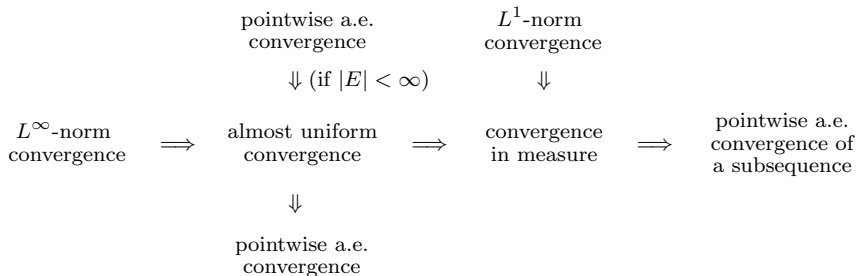 pointwise a.e.
convergence
L¹-norm
convergence
⇓ (if |E| < ∞)
⇓
L∞-norm
convergence
⟹
almost uniform
convergence
⟹
convergence
in measure
⟹
pointwise a.e.
convergence of
a subsequence
⇓
pointwise a.e.
convergence